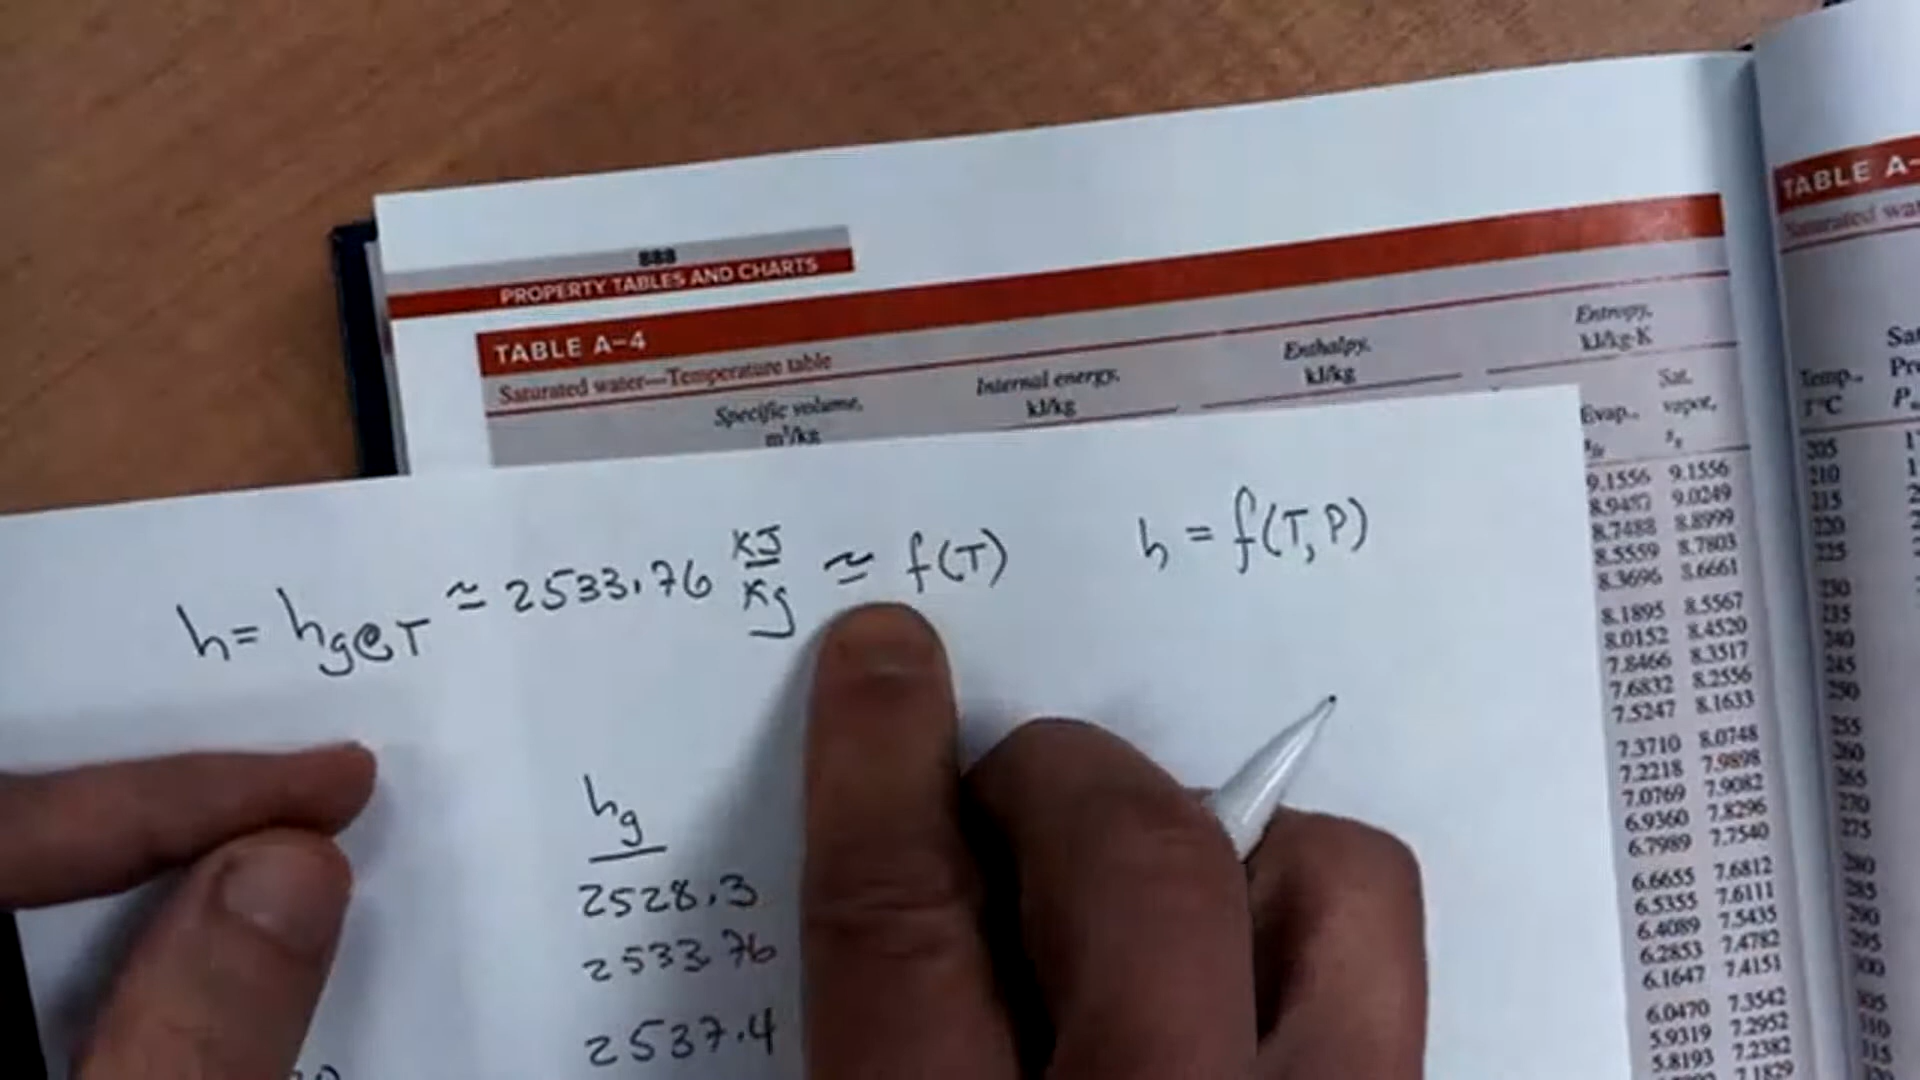 888
PROPERTY TABLES AND CHARTS
TABLE A–4
Saturated water—Temperature table
Specific volume,
m³/kg
Internal energy,
kJ/kg
Enthalpy,
kJ/kg
Entropy,
kJ/kg·K
Evap.,
Sat.
vapor,
9.1556 9.1556
8.9487 9.0249
8.7488 8.8999
8.5559 8.7803
8.3696 8.6661
8.1895 8.5567
8.0152 8.4520
7.8466 8.3517
7.6832 8.2556
7.5247 8.1633
7.3710 8.0748
7.2218 7.9898
7.0769 7.9082
6.9360 7.8296
6.7989 7.7540
6.6655 7.6812
6.5355 7.6111
6.4089 7.5435
6.2853 7.4782
6.1647 7.4151
6.0470 7.3542
5.9319 7.2952
5.8193 7.2382
7.1829
h = hg@T ≃ 2533.76 KJ/Kg ≃ f(T)
h = f(T,P)
hg
2528.3
2533.76
2537.4
TABLE A–
Saturated wat
Temp.,
T °C
205
210
215
220
225
230
235
240
245
250
255
260
265
270
275
280
285
290
295
300
305
310
315